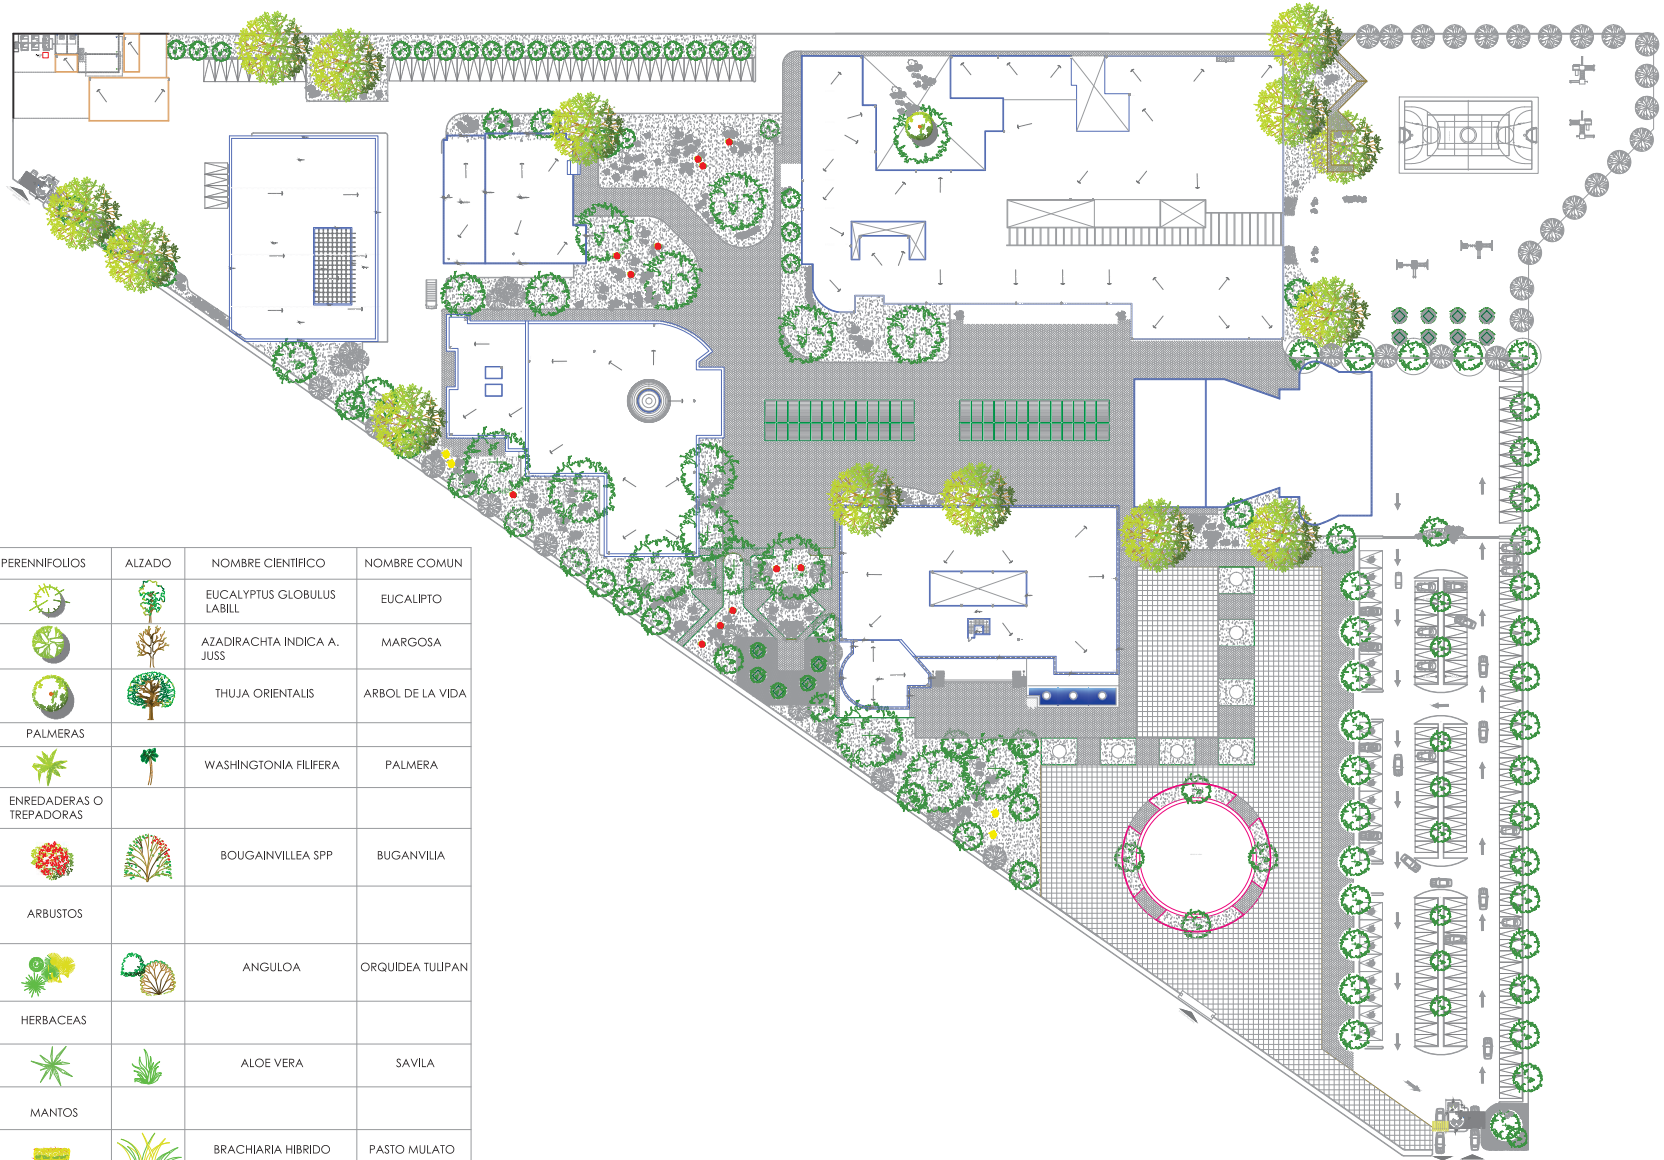 PERENNIFOLIOS ALZADO NOMBRE CIENTIFICO NOMBRE COMUN
EUCALYPTUS GLOBULUS
LABILL
EUCALIPTO
AZADIRACHTA INDICA A.
JUSS
MARGOSA
THUJA ORIENTALIS ARBOL DE LA VIDA
PALMERAS
WASHINGTONIA FILIFERA PALMERA
ENREDADERAS O
TREPADORAS
BOUGAINVILLEA SPP BUGANVILIA
ARBUSTOS
ANGULOA ORQUIDEA TULIPAN
HERBACEAS
ALOE VERA SAVILA
MANTOS
BRACHIARIA HIBRIDO PASTO MULATO